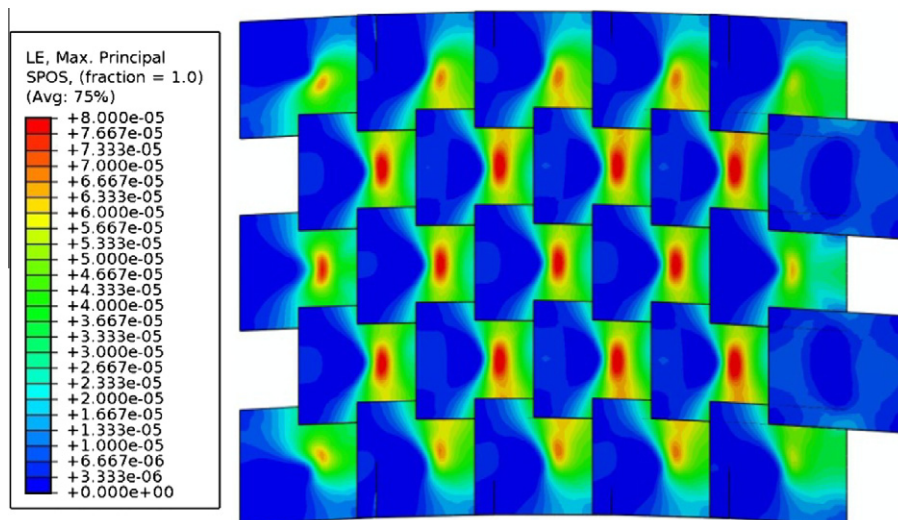 LE, Max. Principal
SPOS, (fraction = 1.0)
(Avg: 75%)
+8.000e-05
+7.667e-05
+7.333e-05
+7.000e-05
+6.667e-05
+6.333e-05
+6.000e-05
+5.667e-05
+5.333e-05
+5.000e-05
+4.667e-05
+4.333e-05
+4.000e-05
+3.667e-05
+3.333e-05
+3.000e-05
+2.667e-05
+2.333e-05
+2.000e-05
+1.667e-05
+1.333e-05
+1.000e-05
+6.667e-06
+3.333e-06
+0.000e+00